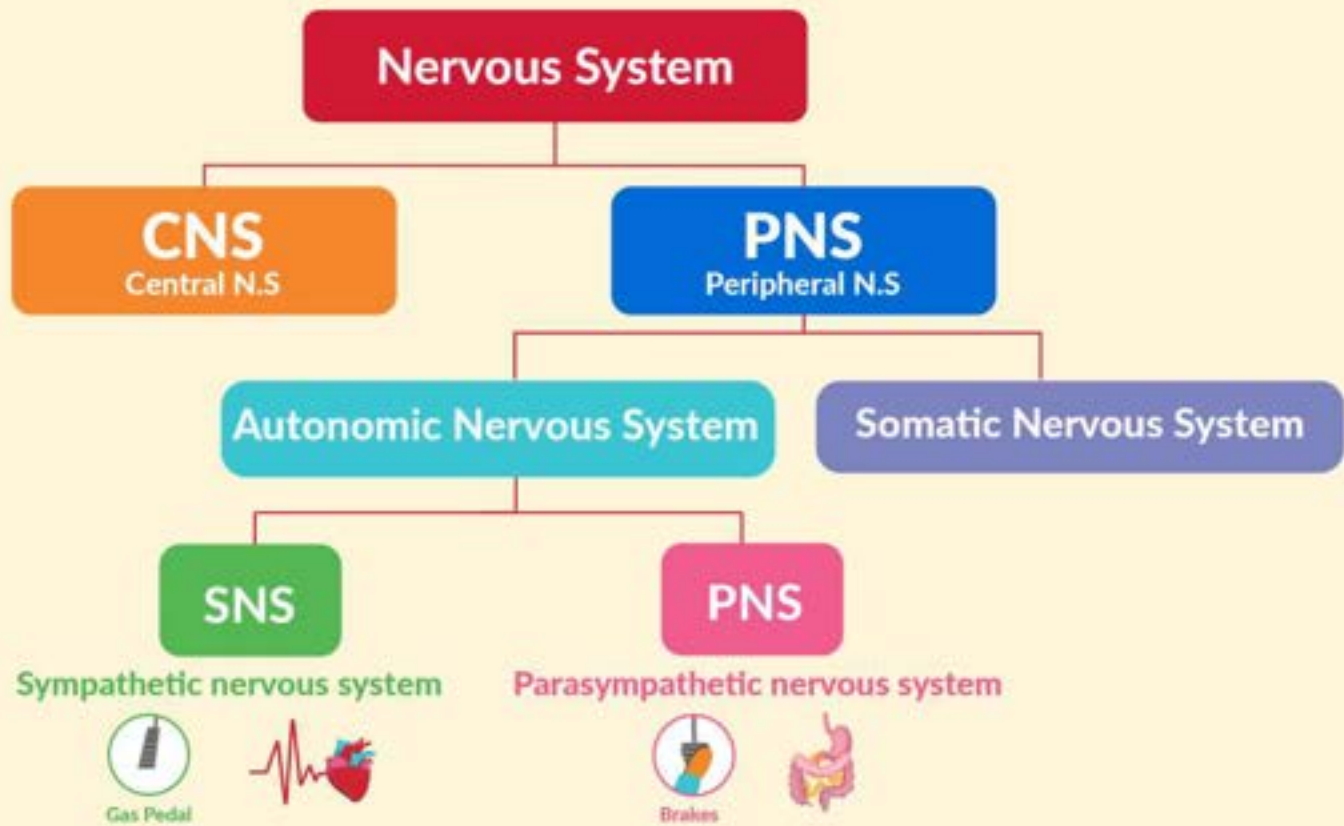 Nervous System
CNS
Central N.S
PNS
Peripheral N.S
Autonomic Nervous System
Somatic Nervous System
SNS
PNS
Sympathetic nervous system
Parasympathetic nervous system
Gas Pedal
Brakes